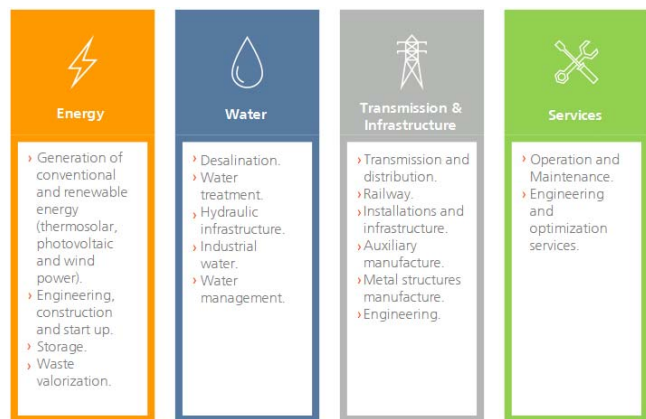 Energy
› Generation of
conventional
and renewable
energy
(thermosolar,
photovoltaic
and wind
power).
› Engineering,
construction
and start up.
› Storage.
› Waste
valorization.
Water
› Desalination.
› Water
treatment.
› Hydraulic
infrastructure.
› Industrial
water.
› Water
management.
Transmission &
Infrastructure
› Transmission and
distribution.
› Railway.
› Installations and
infrastructure.
› Auxiliary
manufacture.
› Metal structures
manufacture.
› Engineering.
Services
› Operation and
Maintenance.
› Engineering
and
optimization
services.